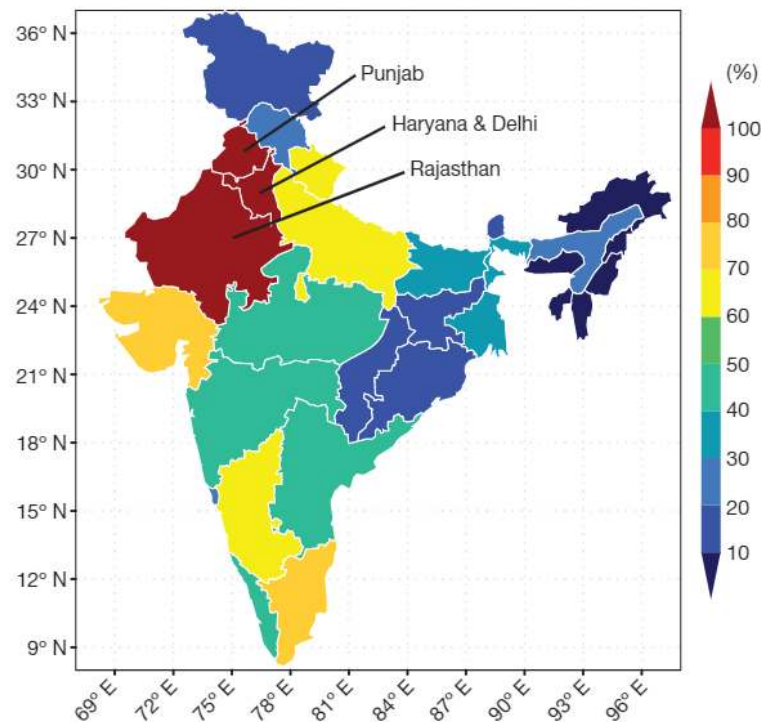 36° N
33° N
30° N
27° N
24° N
21° N
18° N
15° N
12° N
9° N
Punjab
Haryana & Delhi
Rajasthan
69° E
72° E
75° E
78° E
81° E
84° E
87° E
90° E
93° E
96° E
(%)
100
90
80
70
60
50
40
30
20
10